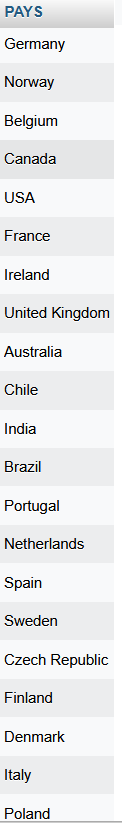 PAYS
Germany
Norway
Belgium
Canada
USA
France
Ireland
United Kingdom
Australia
Chile
India
Brazil
Portugal
Netherlands
Spain
Sweden
Czech Republic
Finland
Denmark
Italy
Poland